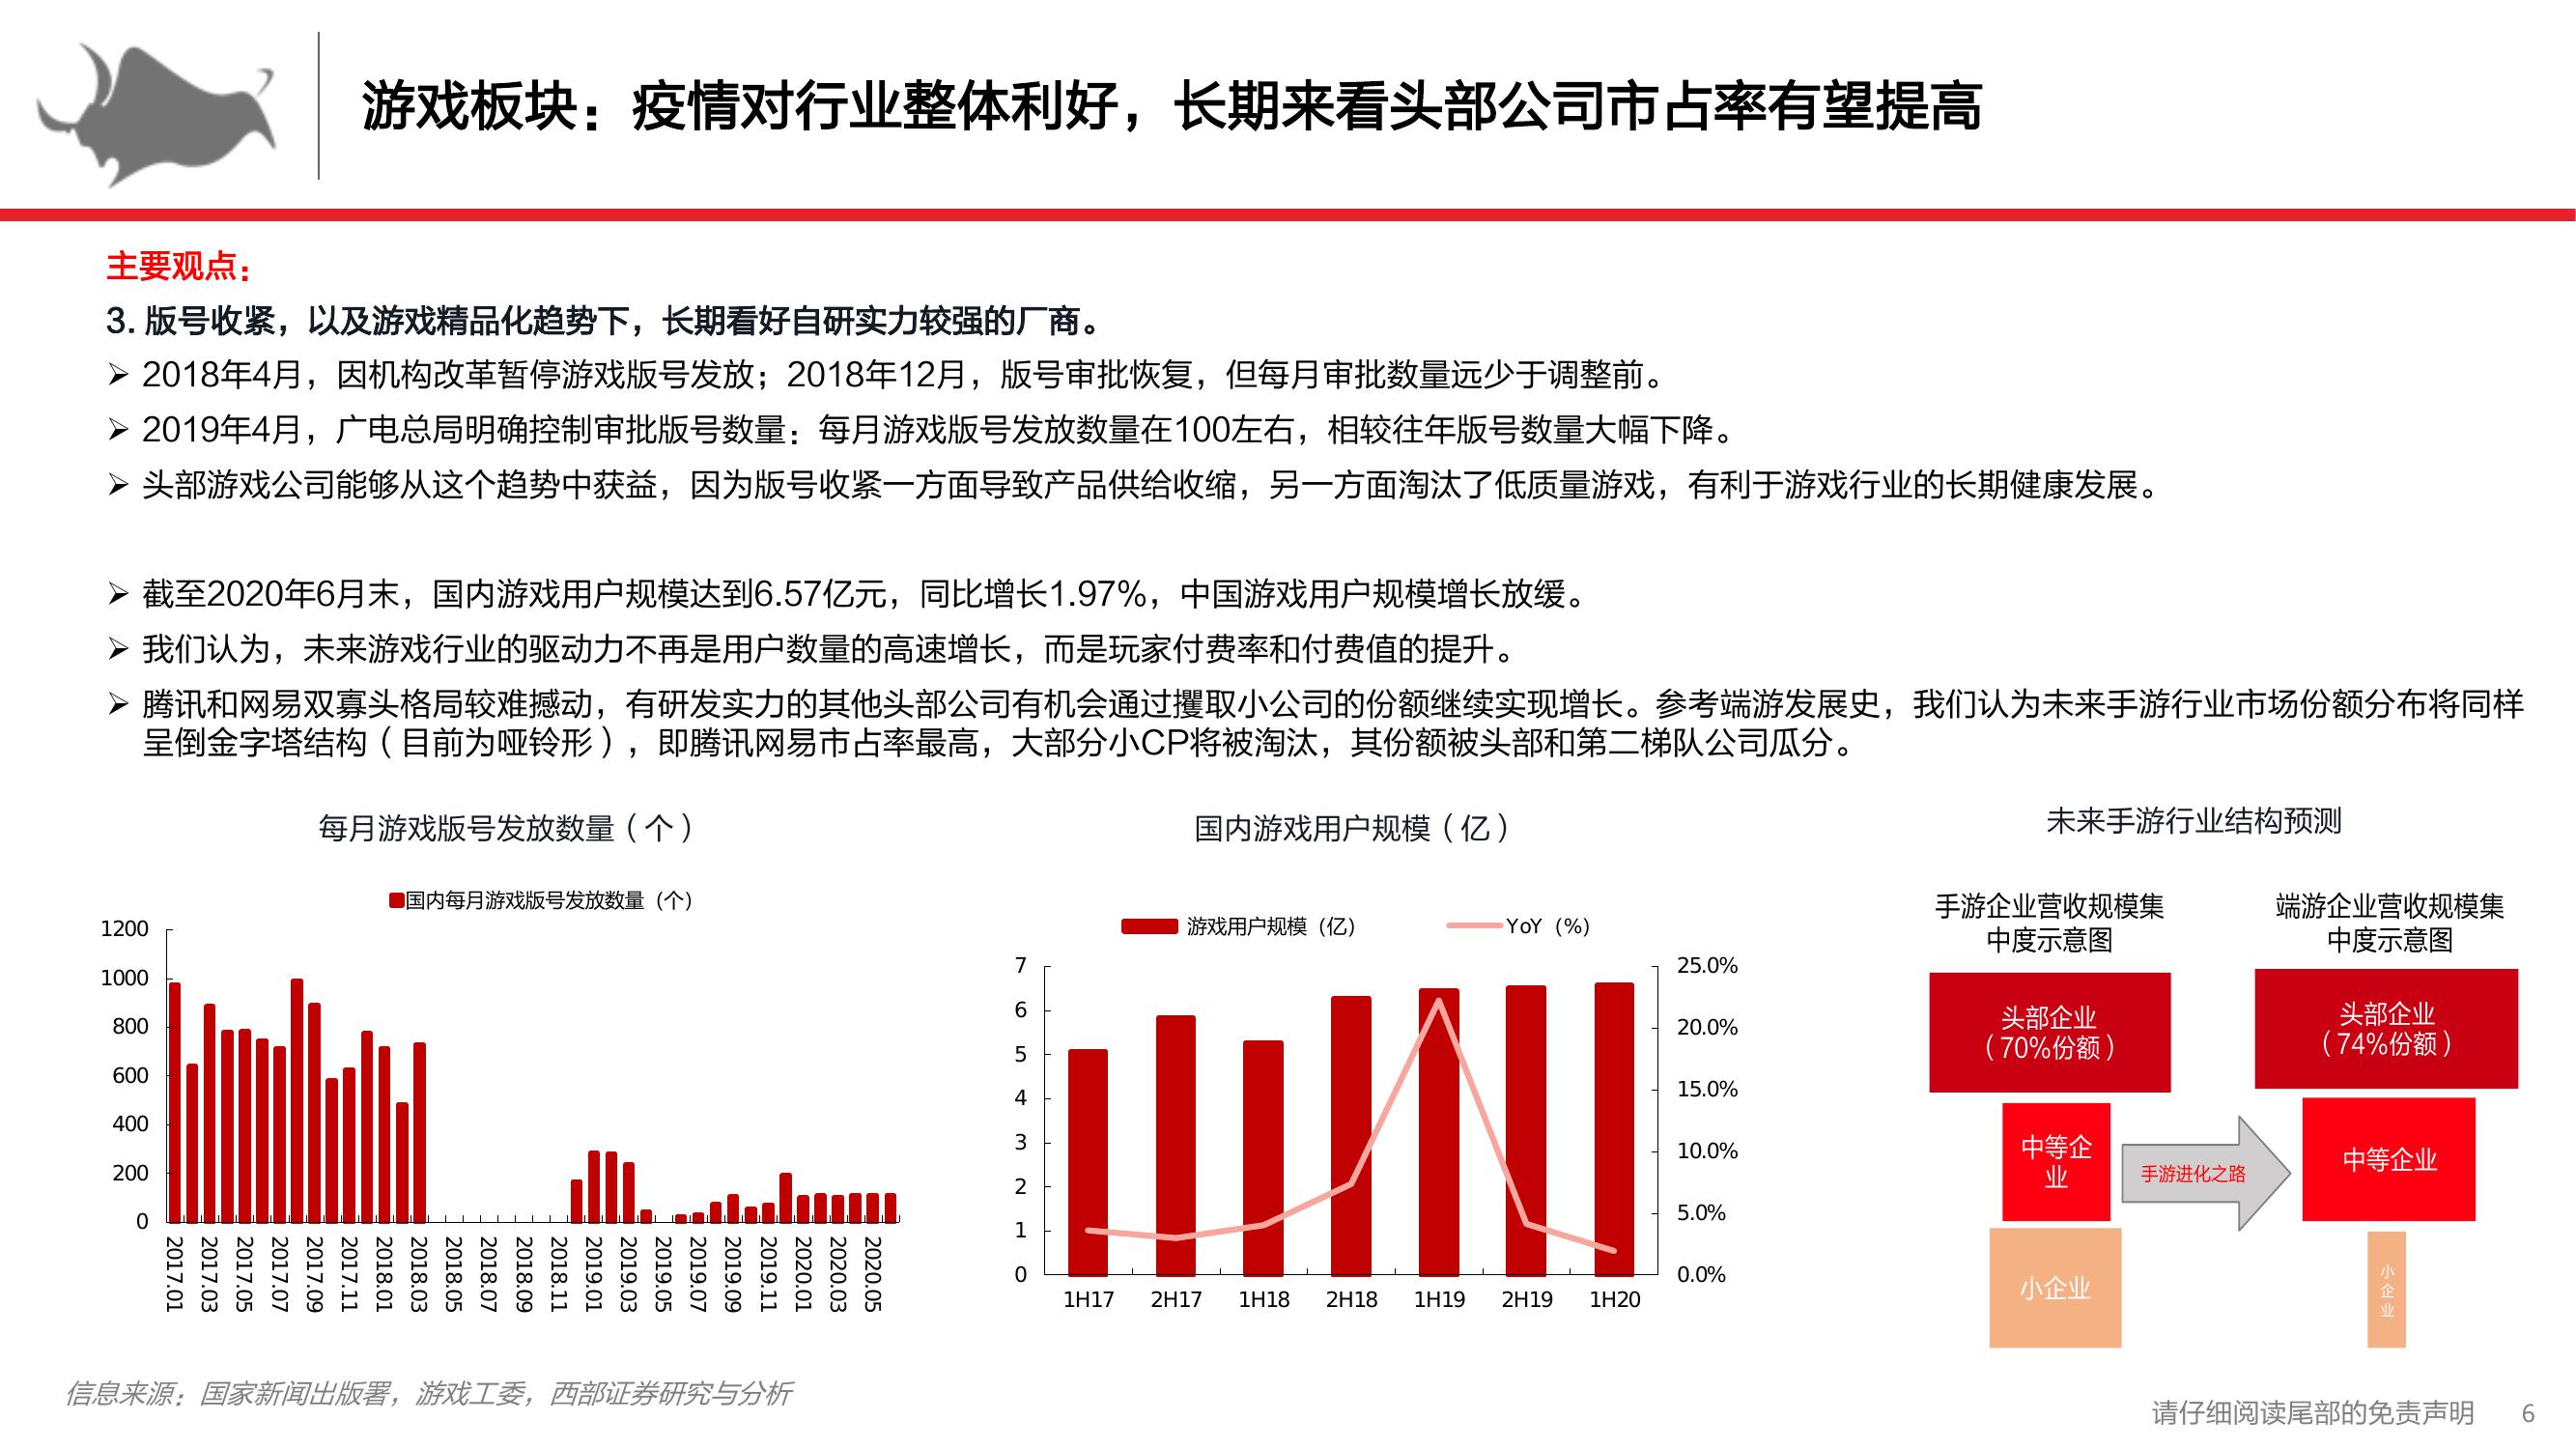 游戏板块：疫情对行业整体利好，长期来看头部公司市占率有望提高
主要观点：
3. 版号收紧，以及游戏精品化趋势下，长期看好自研实力较强的厂商。
➢ 2018年4月，因机构改革暂停游戏版号发放；2018年12月，版号审批恢复，但每月审批数量远少于调整前。
➢ 2019年4月，广电总局明确控制审批版号数量：每月游戏版号发放数量在100左右，相较往年版号数量大幅下降。
➢ 头部游戏公司能够从这个趋势中获益，因为版号收紧一方面导致产品供给收缩，另一方面淘汰了低质量游戏，有利于游戏行业的长期健康发展。
➢ 截至2020年6月末，国内游戏用户规模达到6.57亿元，同比增长1.97%，中国游戏用户规模增长放缓。
➢ 我们认为，未来游戏行业的驱动力不再是用户数量的高速增长，而是玩家付费率和付费值的提升。
➢ 腾讯和网易双寡头格局较难撼动，有研发实力的其他头部公司有机会通过攫取小公司的份额继续实现增长。参考端游发展史，我们认为未来手游行业市场份额分布将同样
呈倒金字塔结构（目前为哑铃形），即腾讯网易市占率最高，大部分小CP将被淘汰，其份额被头部和第二梯队公司瓜分。
每月游戏版号发放数量（个）
国内每月游戏版号发放数量（个）
1200
1000
800
600
400
200
0
2017.01
2017.03
2017.05
2017.07
2017.09
2017.11
2018.01
2018.03
2018.05
2018.07
2018.09
2018.11
2019.01
2019.03
2019.05
2019.07
2019.09
2019.11
2020.01
2020.03
2020.05
国内游戏用户规模（亿）
游戏用户规模（亿）
YoY（%）
7
6
5
4
3
2
1
0
25.0%
20.0%
15.0%
10.0%
5.0%
0.0%
1H17
2H17
1H18
2H18
1H19
2H19
1H20
未来手游行业结构预测
手游企业营收规模集
中度示意图
头部企业
（70%份额）
中等企
业
小企业
手游进化之路
端游企业营收规模集
中度示意图
头部企业
（74%份额）
中等企业
小
企
业
信息来源：国家新闻出版署，游戏工委，西部证券研究与分析
请仔细阅读尾部的免责声明
6